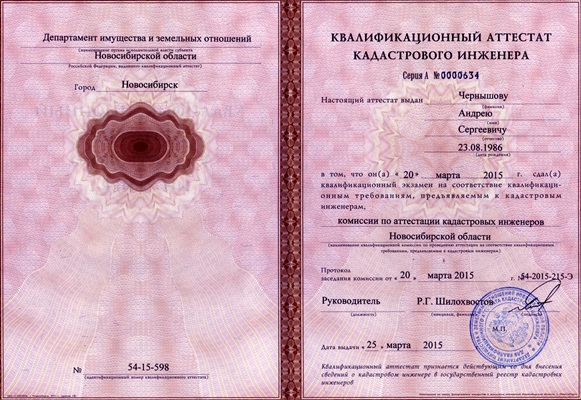 Департамент имущества и земельных отношений
(наименование органа исполнительной власти субъекта
Новосибирской области
Российской Федерации, выдавшего квалификационный аттестат)
Город Новосибирск
№ 54-15-598
(идентификационный номер квалификационного аттестата)
КВАЛИФИКАЦИОННЫЙ АТТЕСТАТ
КАДАСТРОВОГО ИНЖЕНЕРА
Серия А № 0000634
Настоящий аттестат выдан Чернышову
(фамилия)
Андрею
(имя)
Сергеевичу
(отчество)
23.08.1986
(дата рождения)
в том, что он(а) «20» марта 2015 г. сдал(а)
квалификационный экзамен на соответствие квалификаци-
онным требованиям, предъявляемым к кадастровым
инженерам,
комиссии по аттестации кадастровых инженеров
Новосибирской области
(наименование квалификационной комиссии по проведению аттестации на соответствие квалификационным
требованиям, предъявляемым к кадастровым инженерам)
Протокол
заседания комиссии от «20» марта 2015 г. №54-2015-215-Э
Руководитель Р.Г. Шилохвостов
(должность) (инициалы, фамилия)
М.П.
Дата выдачи «25» марта 2015
Квалификационный аттестат признается действующим со дня внесения
сведений о кадастровом инженере в государственный реестр кадастровых
инженеров